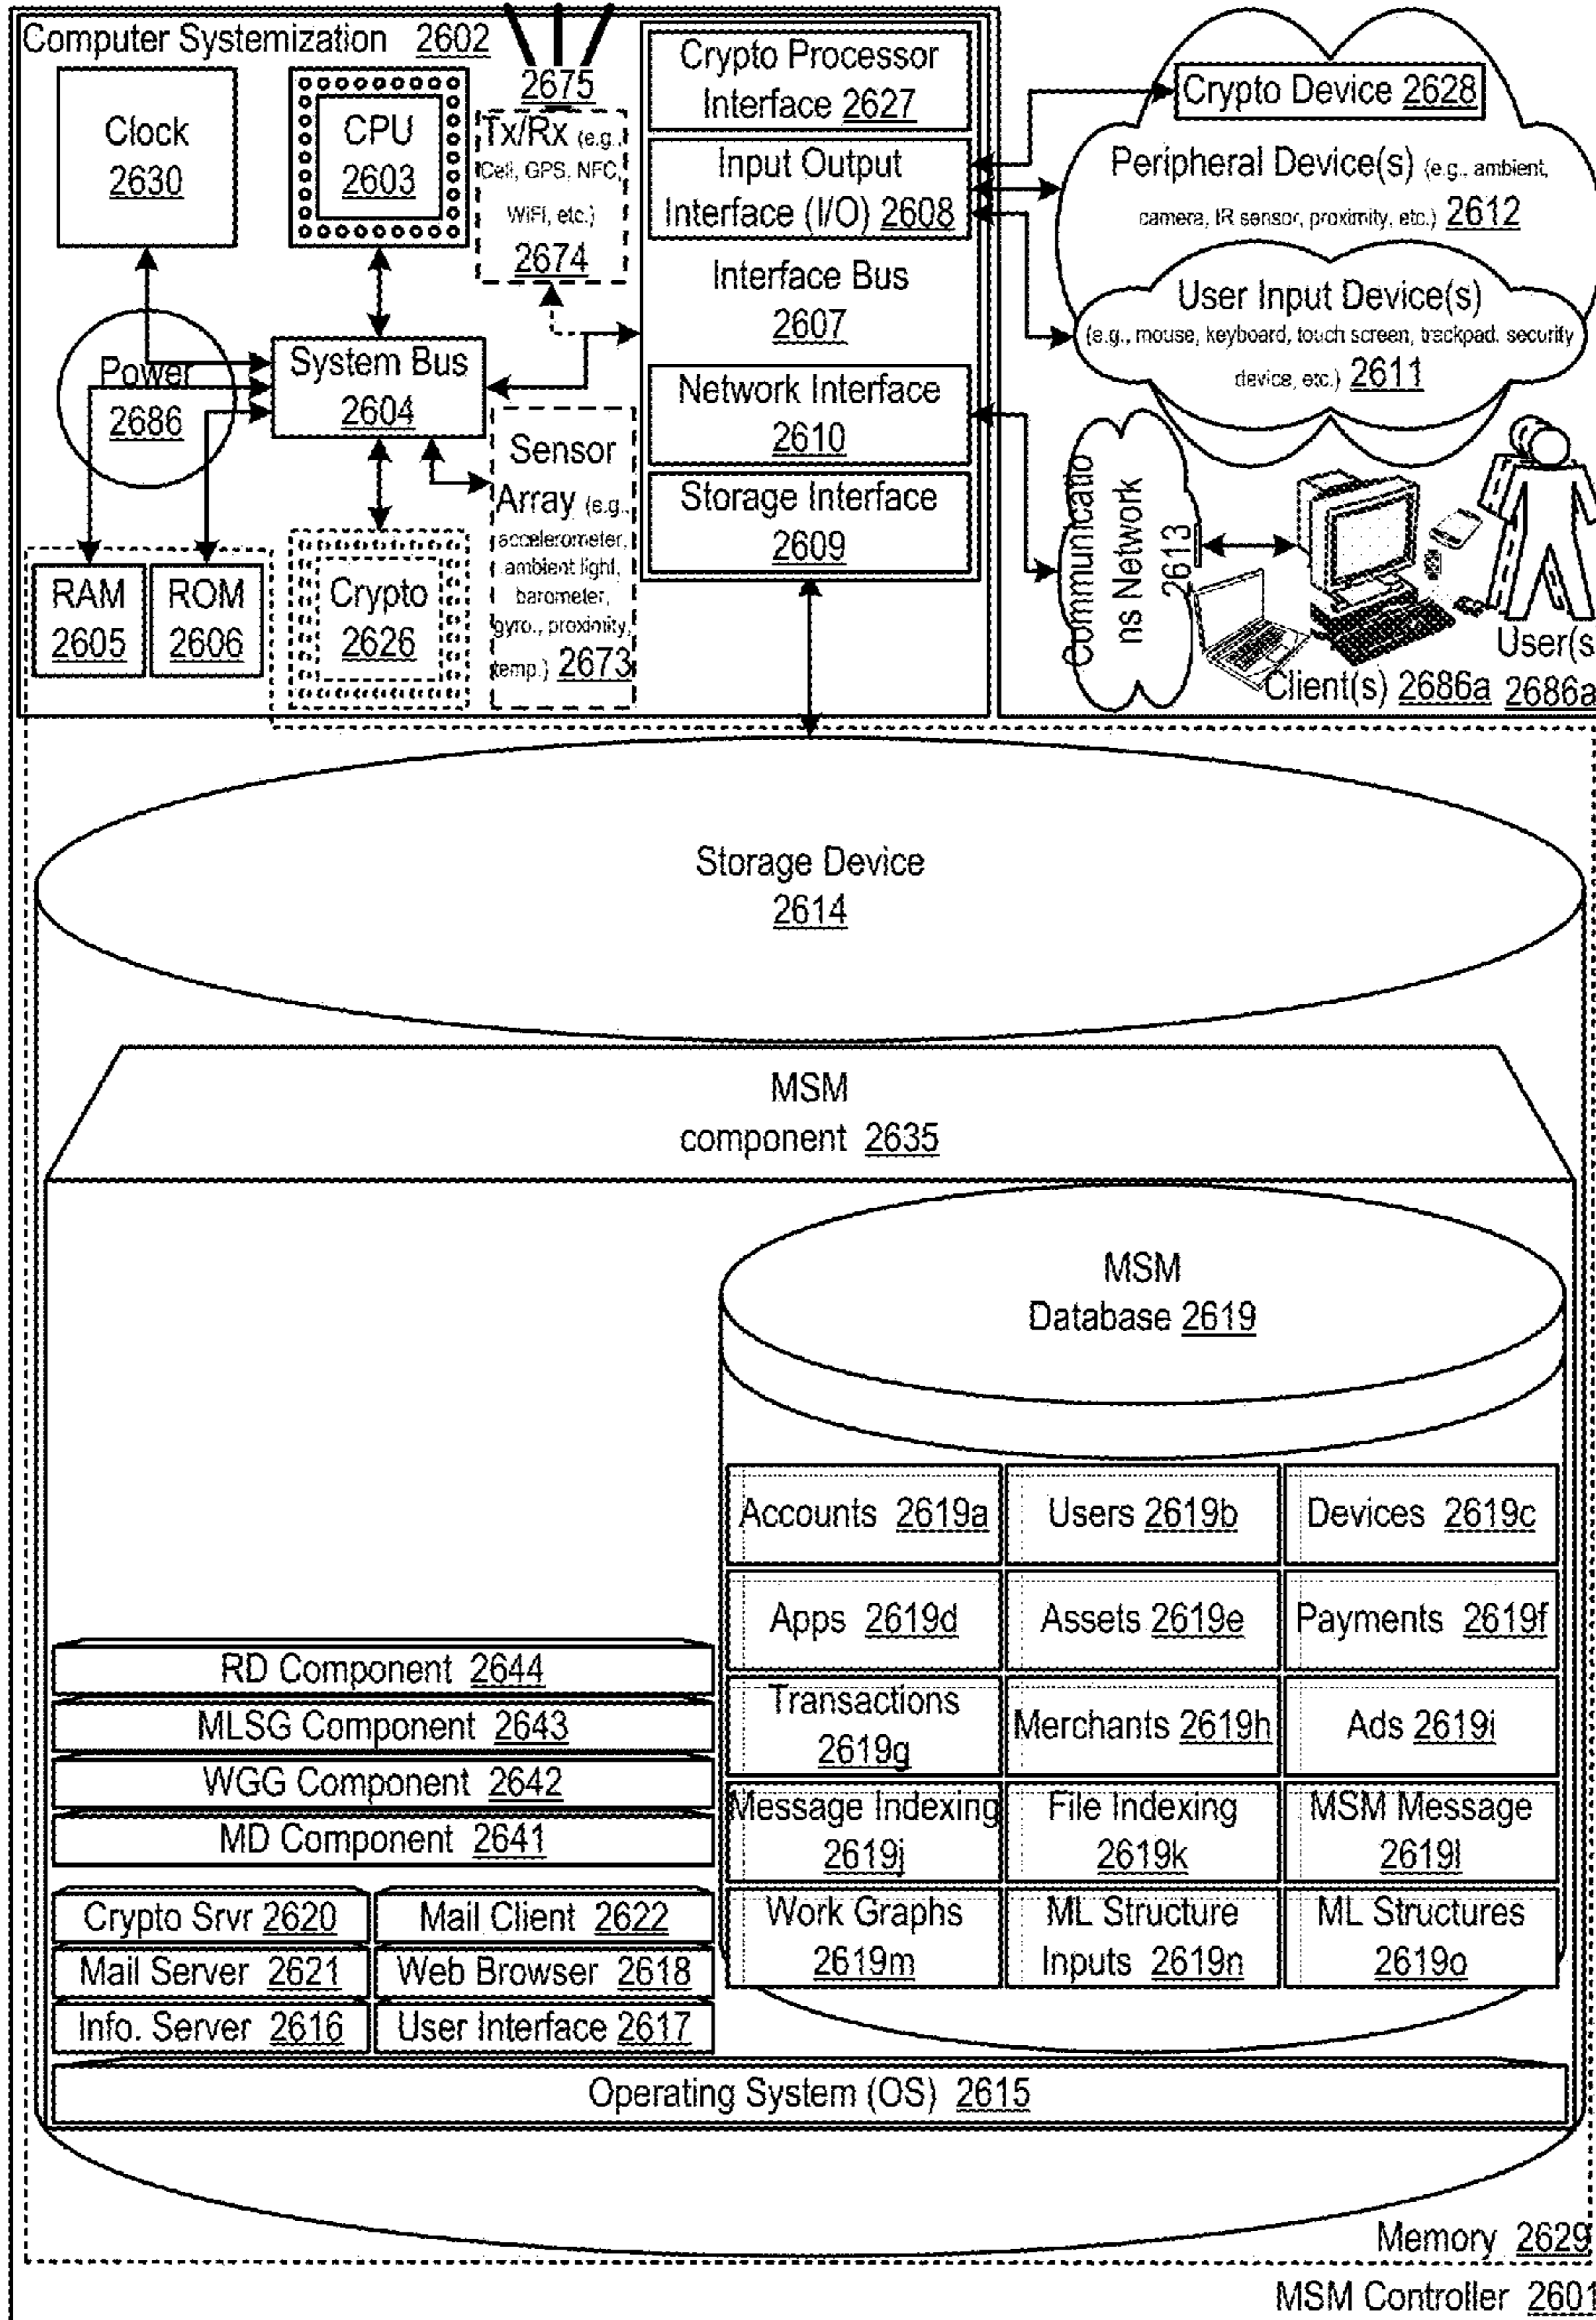 Computer Systemization 2602
Clock
2630
CPU
2603
2675
Tx/Rx (e.g.,
Cell, GPS, NFC,
WiFi, etc.)
2674
Power
2686
System Bus
2604
Sensor
Array (e.g.,
accelerometer,
ambient light,
barometer,
gyro., proximity,
temp.) 2673
RAM
2605
ROM
2606
Crypto
2626
Crypto Processor
Interface 2627
Input Output
Interface (I/O) 2608
Interface Bus
2607
Network Interface
2610
Storage Interface
2609
Crypto Device 2628
Peripheral Device(s) (e.g., ambient,
camera, IR sensor, proximity, etc.) 2612
User Input Device(s)
(e.g., mouse, keyboard, touch screen, trackpad, security
device, etc.) 2611
Communicatio
ns Network
2613
Client(s) 2686a
User(s
2686a
Storage Device
2614
MSM
component 2635
MSM
Database 2619
Accounts 2619a
Users 2619b
Devices 2619c
Apps 2619d
Assets 2619e
Payments 2619f
Transactions
2619g
Merchants 2619h
Ads 2619i
Message Indexing
2619j
File Indexing
2619k
MSM Message
2619l
Work Graphs
2619m
ML Structure
Inputs 2619n
ML Structures
2619o
RD Component 2644
MLSG Component 2643
WGG Component 2642
MD Component 2641
Crypto Srvr 2620
Mail Client 2622
Mail Server 2621
Web Browser 2618
Info. Server 2616
User Interface 2617
Operating System (OS) 2615
Memory 2629
MSM Controller 2601